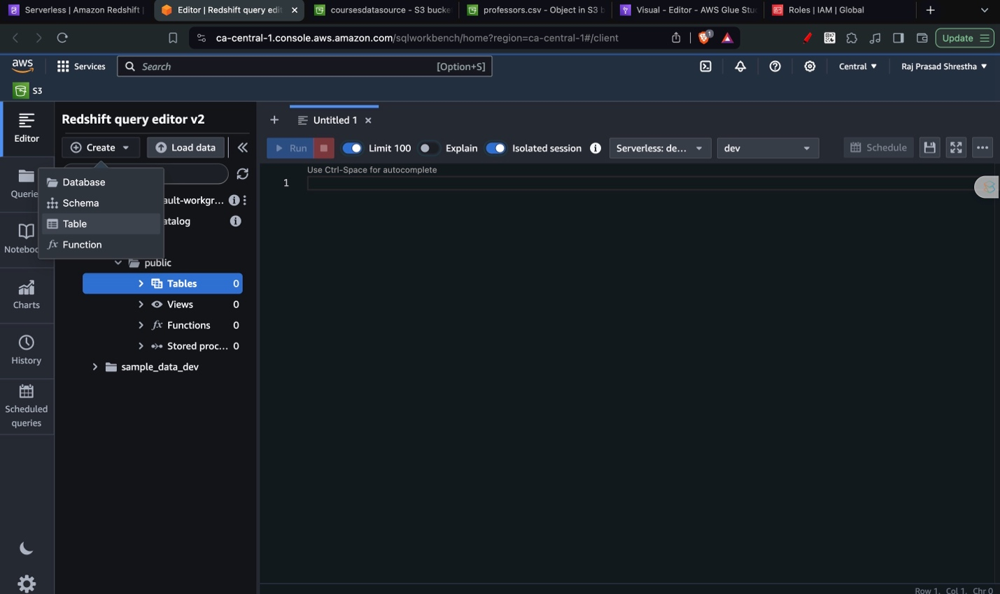 Serverless | Amazon Redshift |
Editor | Redshift query edit
coursesdatasource - S3 bucke
professors.csv - Object in S3 b
Visual - Editor - AWS Glue Stu
Roles | IAM | Global
ca-central-1.console.aws.amazon.com/sqlworkbench/home?region=ca-central-1#/client
1
Update
aws
Services
Search
[Option+S]
Central
Raj Prasad Shrestha
S3
Editor
Redshift query editor v2
Untitled 1
Create
Load data
Run
Limit 100
Explain
Isolated session
Serverless: de...
dev
Schedule
Use Ctrl-Space for autocomplete
1
Querie
Database
Schema
Table
Function
ault-workgr...
atalog
Noteboo
public
Tables 0
Views 0
Functions 0
Stored proc... 0
sample_data_dev
Charts
History
Scheduled
queries
Row 1, Col 1, Chr 0